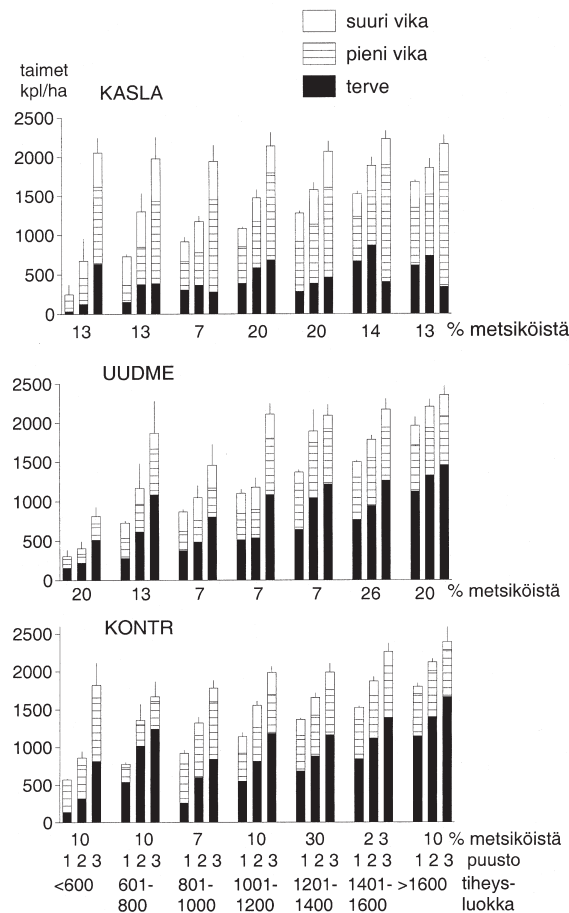 suuri vika
pieni vika
terve
taimet
kpl/ha
KASLA
2500
2000
1500
1000
500
0
13 13 7 20 20 14 13 % metsiköistä
UUDME
2500
2000
1500
1000
500
0
20 13 7 7 7 26 20 % metsiköistä
KONTR
2500
2000
1500
1000
500
0
10 10 7 10 30 2 3 10 % metsiköistä
1 2 3 1 2 3 1 2 3 1 2 3 1 2 3 1 2 3 1 2 3 puusto
<600 601- 801- 1001- 1201- 1401- >1600 tiheys-
800 1000 1200 1400 1600 luokka